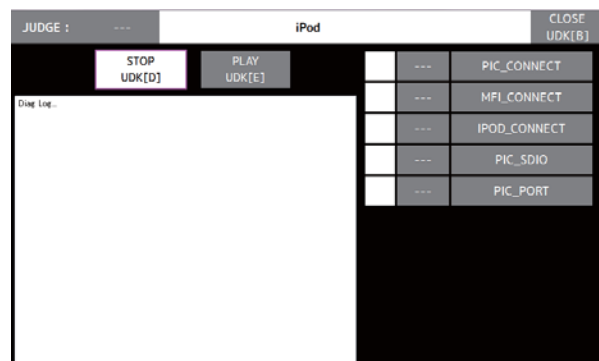 JUDGE : --- iPod CLOSE
UDK[B]
STOP PLAY
UDK[D] UDK[E]
Diag Log...
--- PIC_CONNECT
--- MFI_CONNECT
--- IPOD_CONNECT
--- PIC_SDIO
--- PIC_PORT